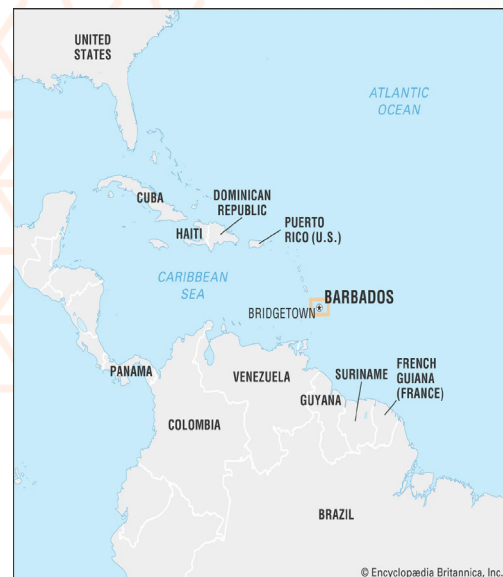 UNITED
STATES
ATLANTIC
OCEAN
CUBA
DOMINICAN
REPUBLIC
HAITI
PUERTO
RICO (U.S.)
CARIBBEAN
SEA
BARBADOS
BRIDGETOWN
PANAMA
VENEZUELA
SURINAME
FRENCH
GUIANA
(FRANCE)
GUYANA
COLOMBIA
BRAZIL
© Encyclopædia Britannica, Inc.